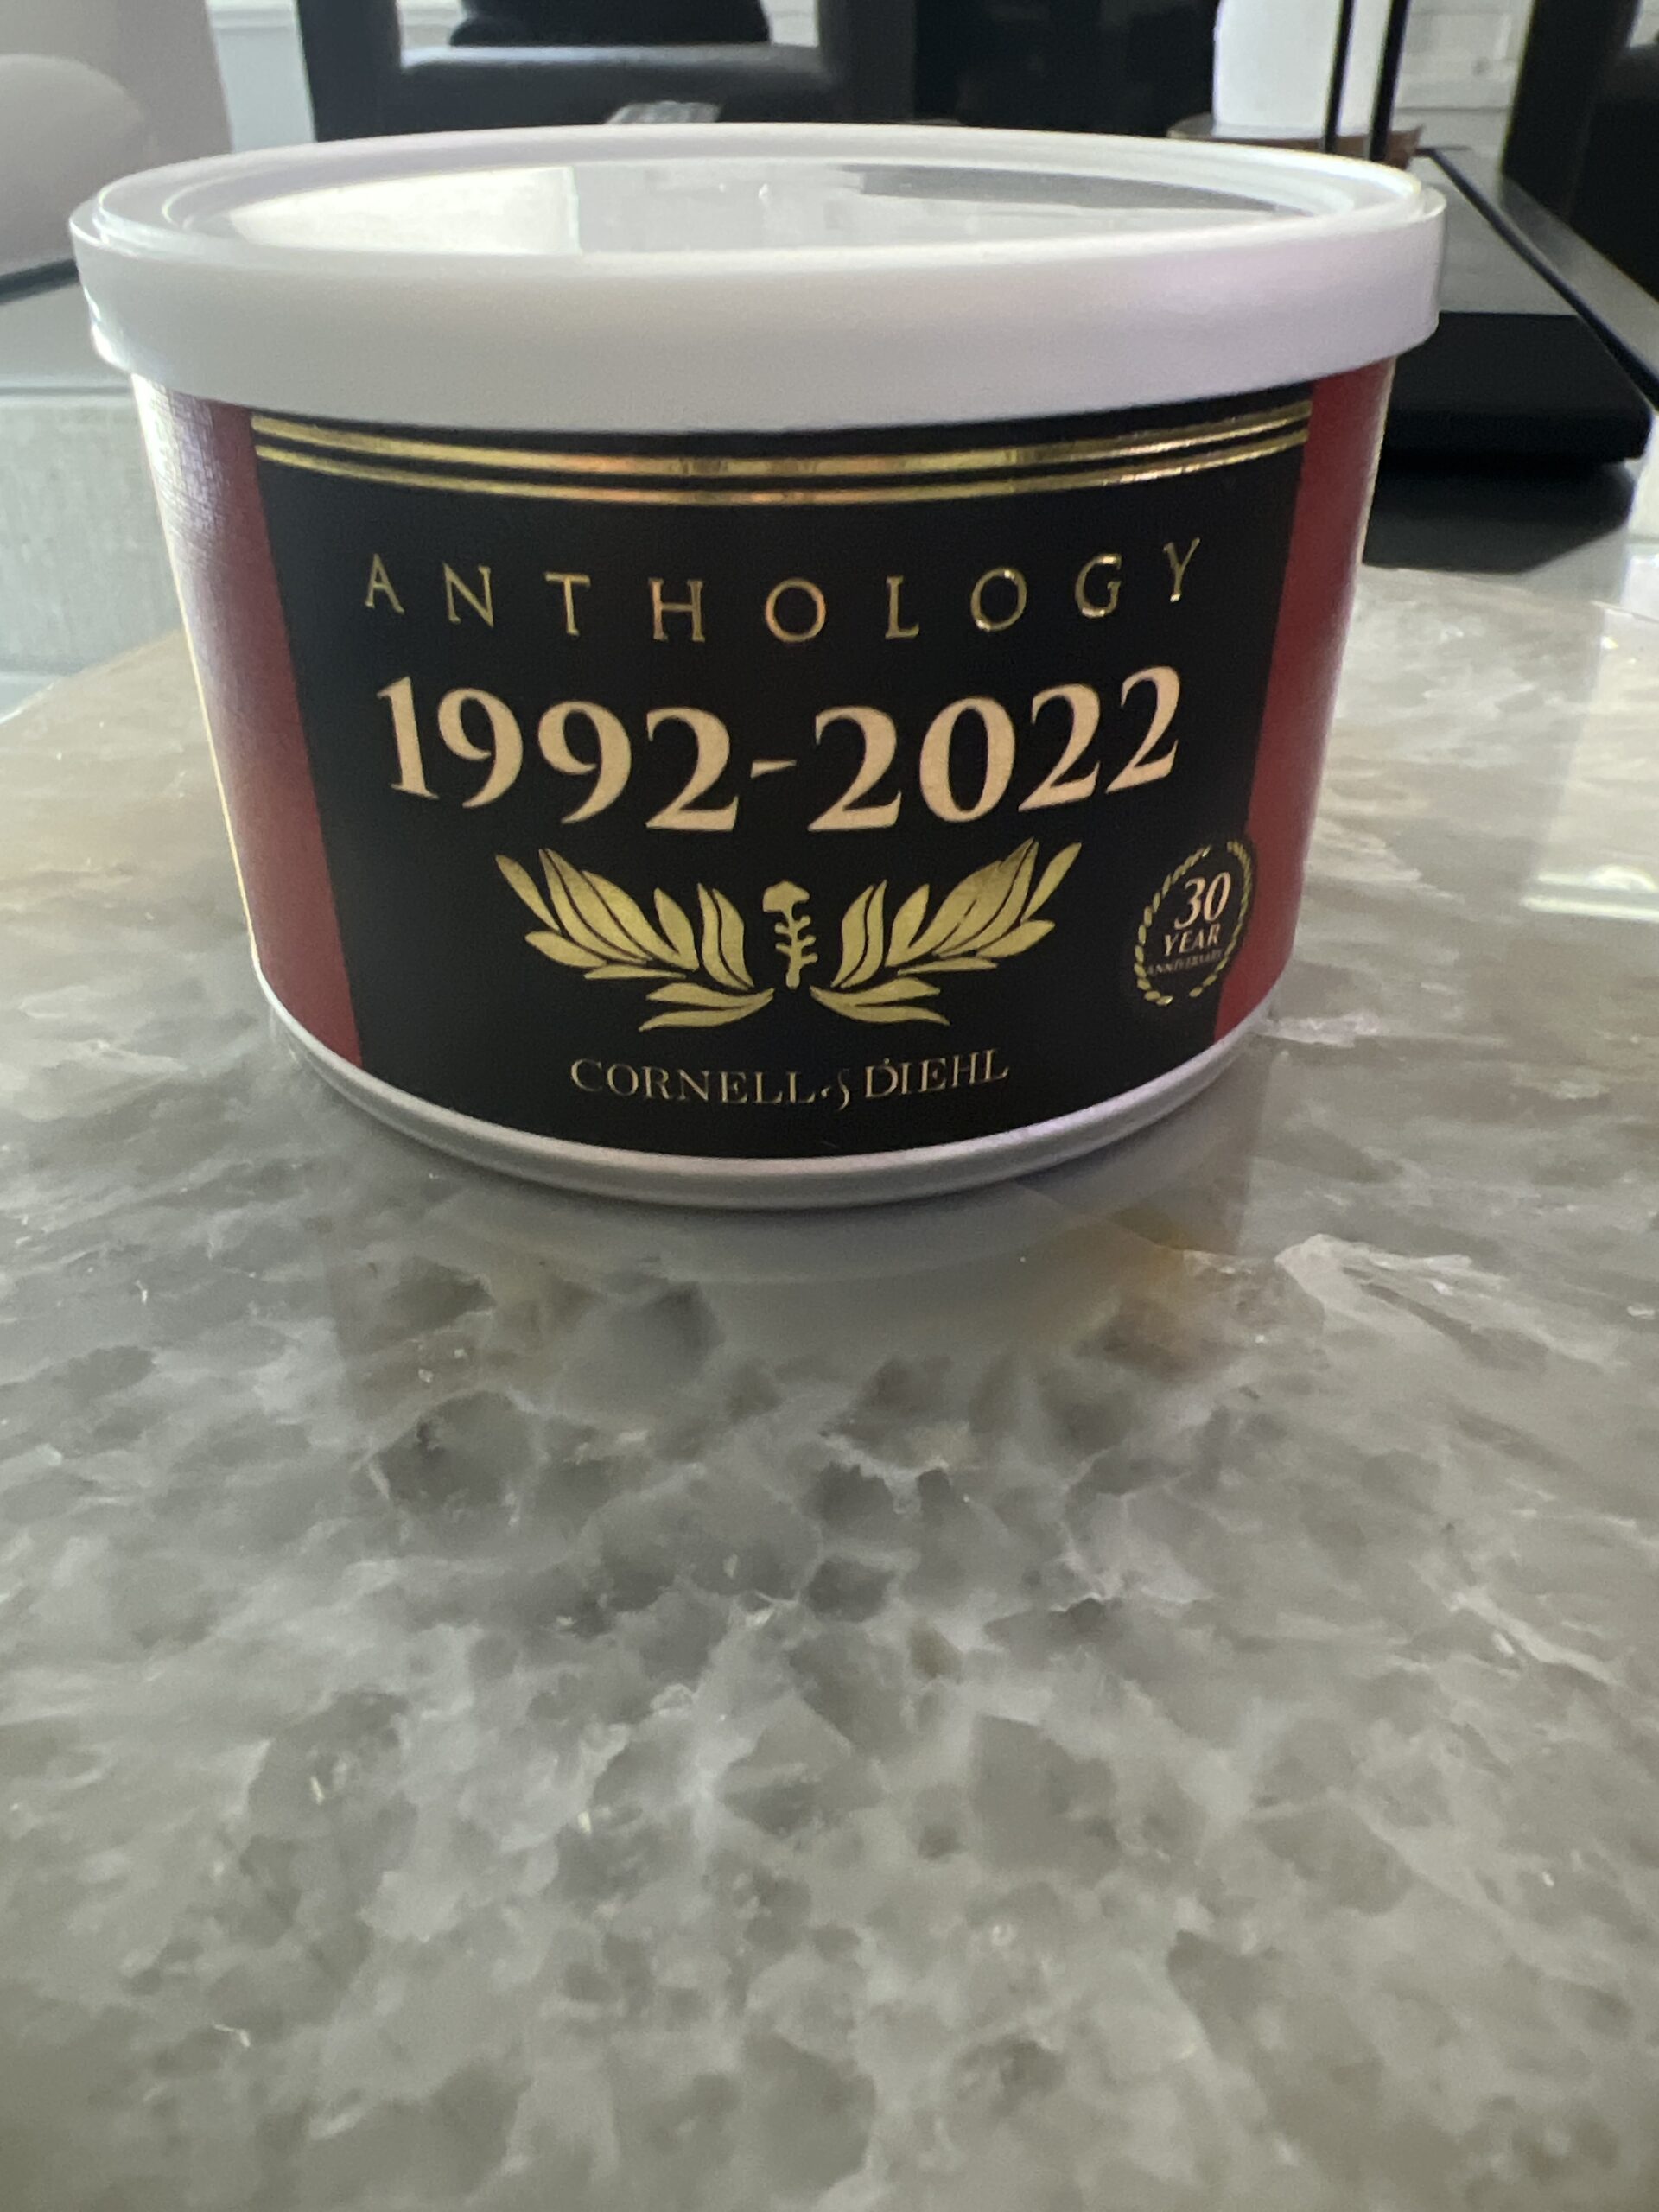 ANTHOLOGY
1992-2022
30
YEAR
ANNIVERSARY
CORNELL & DIEHL